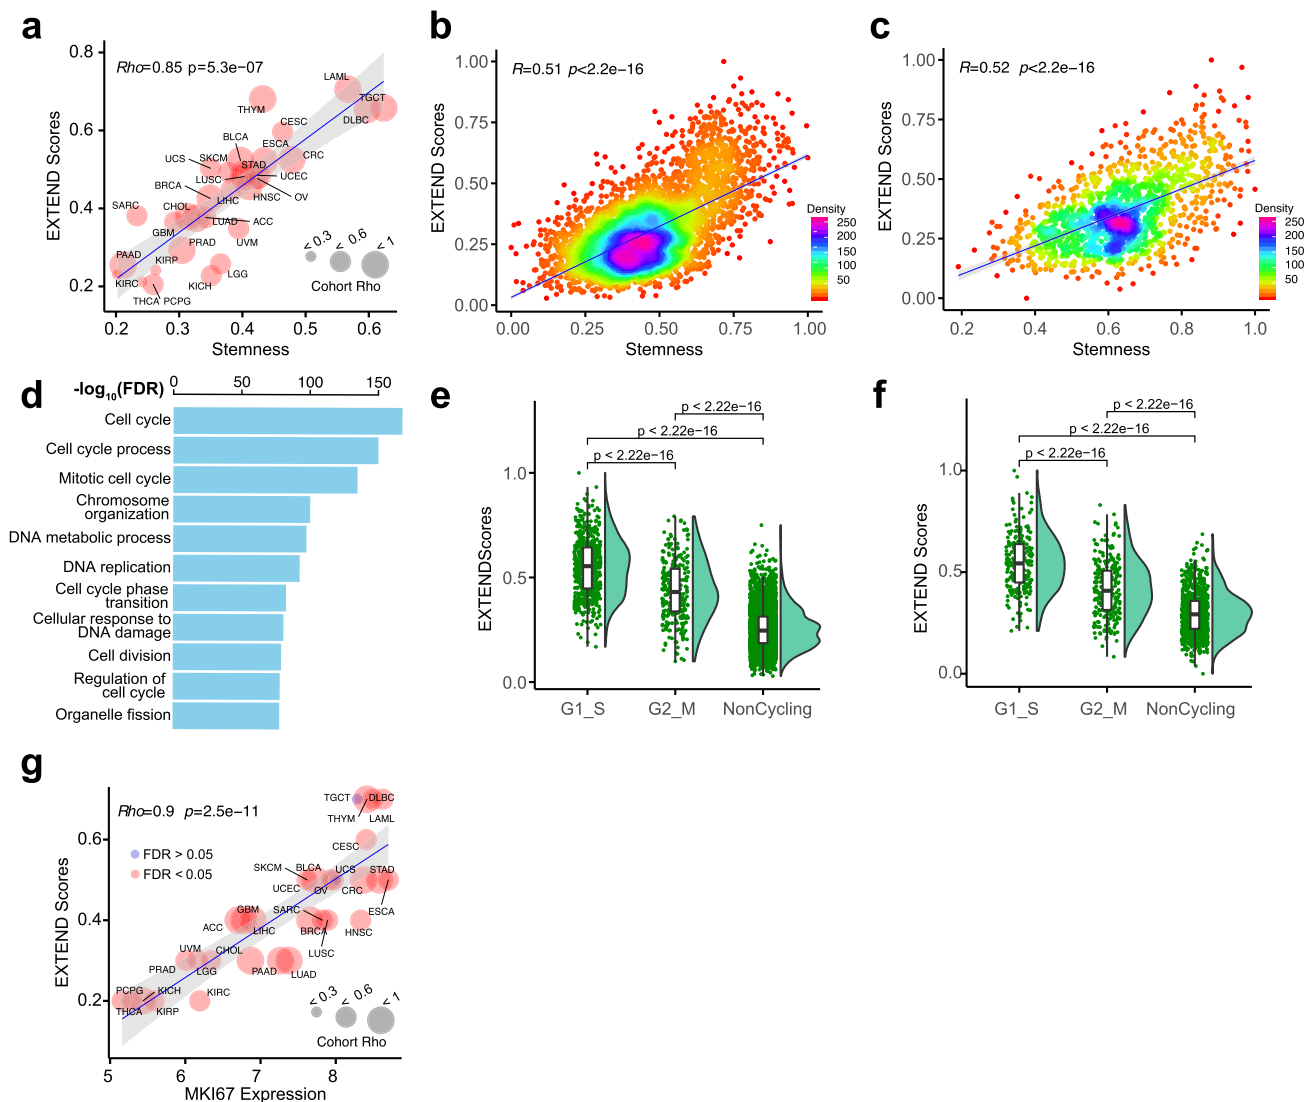 a
Rho=0.85 p=5.3e−07
EXTEND Scores
0.8
0.6
0.4
0.2
LAML
TGCT
DLBC
THYM
CESC
BLCA
ESCA
UCS
SKCM
STAD
CRC
LUSC
UCEC
BRCA
LIHC
HNSC
OV
SARC
CHOL
LUAD
ACC
GBM
PRAD
UVM
PAAD
KIRP
LGG
KIRC
KICH
THCA PCPG
< 0.3
< 0.6
< 1
Cohort Rho
0.2 0.3 0.4 0.5 0.6
Stemness
b
R=0.51 p<2.2e−16
EXTEND Scores
1.00
0.75
0.50
0.25
0.00
Density
250
200
150
100
50
0.00 0.25 0.50 0.75 1.00
Stemness
c
R=0.52 p<2.2e−16
EXTEND Scores
1.00
0.75
0.50
0.25
0.00
Density
250
200
150
100
50
0.2 0.4 0.6 0.8 1.0
Stemness
d
-log10(FDR)
0 50 100 150
Cell cycle
Cell cycle process
Mitotic cell cycle
Chromosome
organization
DNA metabolic process
DNA replication
Cell cycle phase
transition
Cellular response to
DNA damage
Cell division
Regulation of
cell cycle
Organelle fission
e
p < 2.22e−16
p < 2.22e−16
p < 2.22e−16
EXTENDScores
1.0
0.5
0.0
G1_S G2_M NonCycling
f
p < 2.22e−16
p < 2.22e−16
p < 2.22e−16
EXTEND Scores
1.0
0.5
0.0
G1_S G2_M NonCycling
g
Rho=0.9 p=2.5e−11
FDR > 0.05
FDR < 0.05
EXTEND Scores
0.6
0.4
0.2
TGCT
DLBC
THYM
LAML
CESC
SKCM
BLCA
UCS
STAD
UCEC
OV
CRC
ESCA
GBM
SARC
ACC
LIHC
BRCA
HNSC
LUSC
UVM
CHOL
PRAD
LGG
PAAD
LUAD
PCPG
KICH
KIRC
THCA
KIRP
< 0.3
< 0.6
< 1
Cohort Rho
5 6 7 8
MKI67 Expression